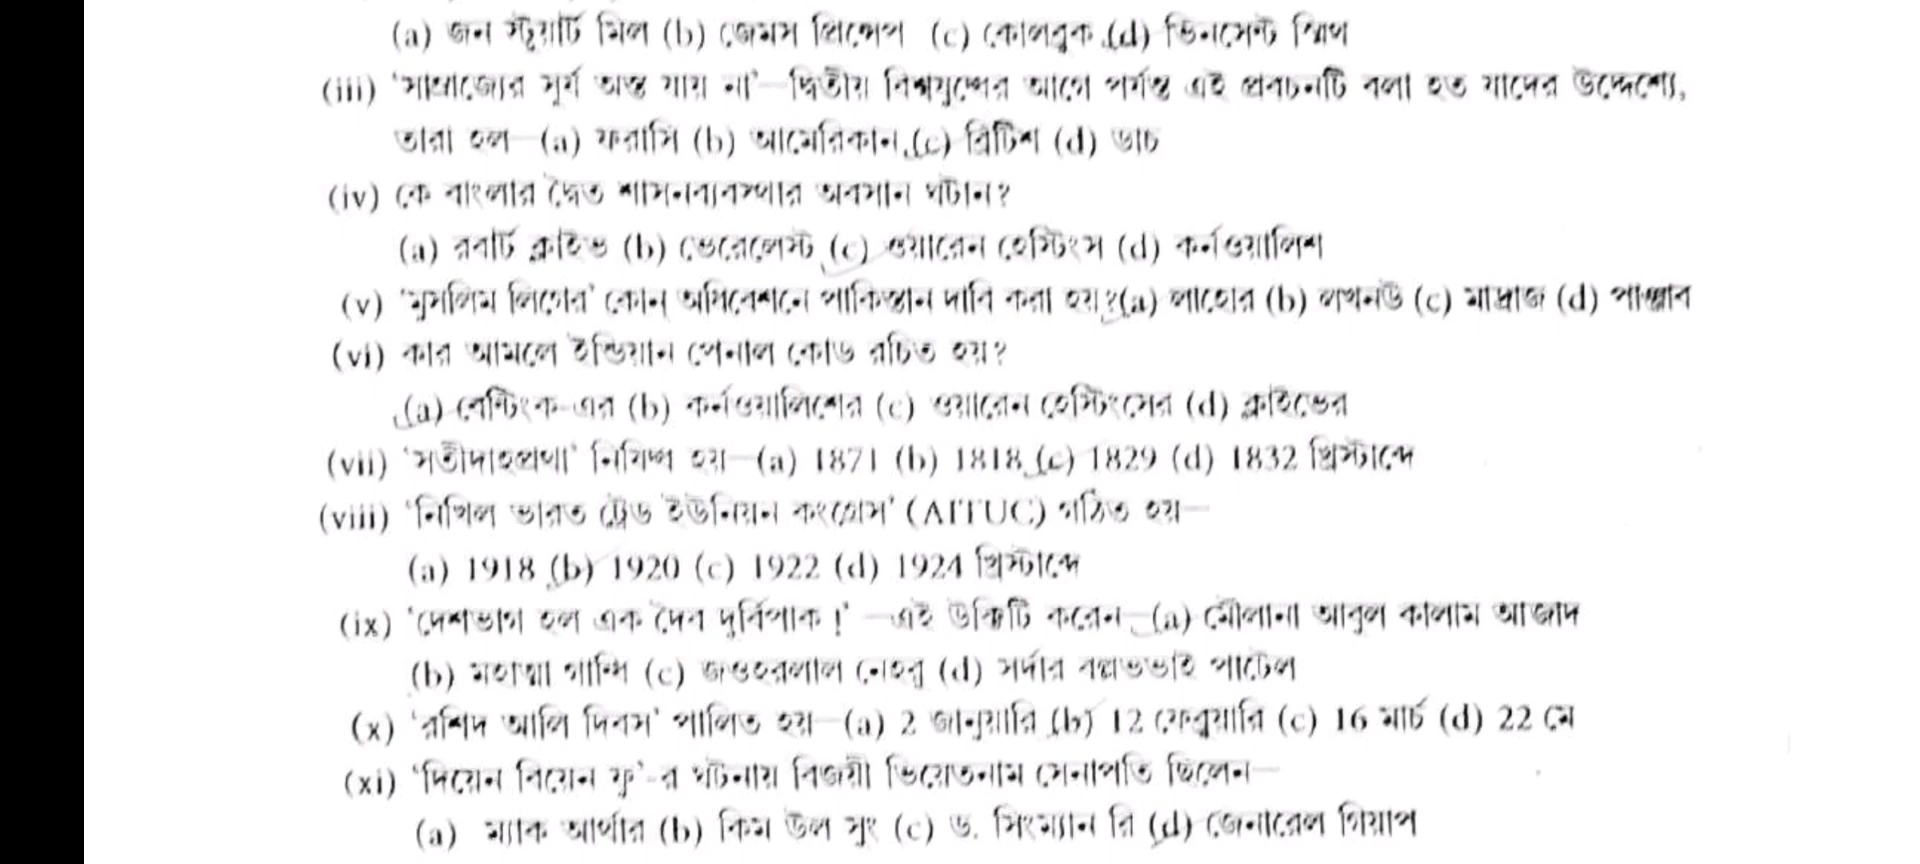 (a) জন স্টুয়ার্ট মিল (b) জেমস প্রিন্সেপ (c) কোলব্রুক (d) ভিনসেন্ট স্মিথ
(iii) 'সাম্রাজ্যের সূর্য অস্ত যায় না'—দ্বিতীয় বিশ্বযুদ্ধের আগে পর্যন্ত এই প্রবচনটি বলা হত যাদের উদ্দেশ্যে,
তারা হল—(a) ফরাসি (b) আমেরিকান (c) ব্রিটিশ (d) ডাচ
(iv) কে বাংলার দ্বৈত শাসনব্যবস্থার অবসান ঘটান?
(a) রবার্ট ক্লাইভ (b) ভেরেলেস্ট (c) ওয়ারেন হেস্টিংস (d) কর্নওয়ালিশ
(v) 'মুসলিম লিগের' কোন্ অধিবেশনে পাকিস্তান দাবি করা হয়? (a) লাহোর (b) লখনউ (c) মাদ্রাজ (d) পাঞ্জাব
(vi) কার আমলে ইন্ডিয়ান পেনাল কোড রচিত হয়?
(a) বেন্টিংক-এর (b) কর্নওয়ালিশের (c) ওয়ারেন হেস্টিংসের (d) ক্লাইভের
(vii) 'সতীদাহপ্রথা' নিষিদ্ধ হয়—(a) 1871 (b) 1818 (c) 1829 (d) 1832 খ্রিস্টাব্দে
(viii) 'নিখিল ভারত ট্রেড ইউনিয়ন কংগ্রেস' (AITUC) গঠিত হয়—
(a) 1918 (b) 1920 (c) 1922 (d) 1924 খ্রিস্টাব্দে
(ix) 'দেশভাগ হল এক দৈব দুর্বিপাক!' —এই উক্তিটি করেন—(a) মৌলানা আবুল কালাম আজাদ
(b) মহাত্মা গান্ধি (c) জওহরলাল নেহরু (d) সর্দার বল্লভভাই প্যাটেল
(x) 'রশিদ আলি দিবস' পালিত হয়—(a) 2 জানুয়ারি (b) 12 ফেব্রুয়ারি (c) 16 মার্চ (d) 22 মে
(xi) 'দিয়েন বিয়েন ফু'-র ঘটনায় বিজয়ী ভিয়েতনাম সেনাপতি ছিলেন—
(a) ম্যাক আর্থার (b) কিম উল সুং (c) ড. সিংম্যান রি (d) জেনারেল গিয়াপ